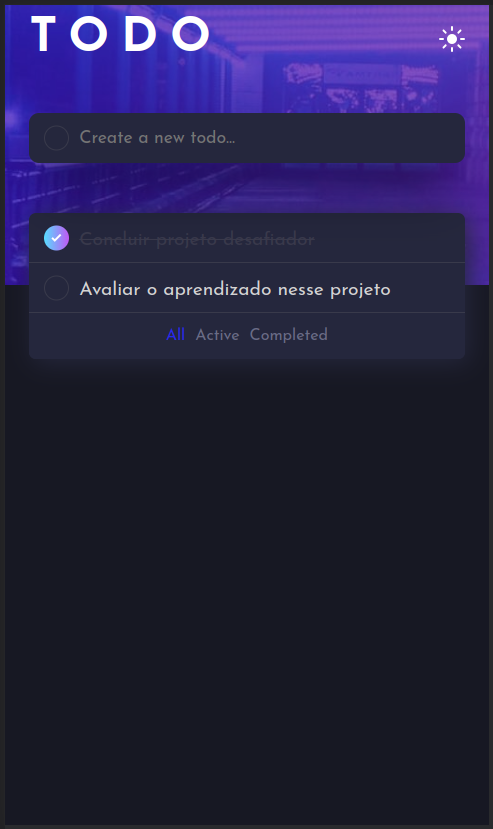 TODO
Create a new todo...
Concluir projeto desafiador
Avaliar o aprendizado nesse projeto
All Active Completed